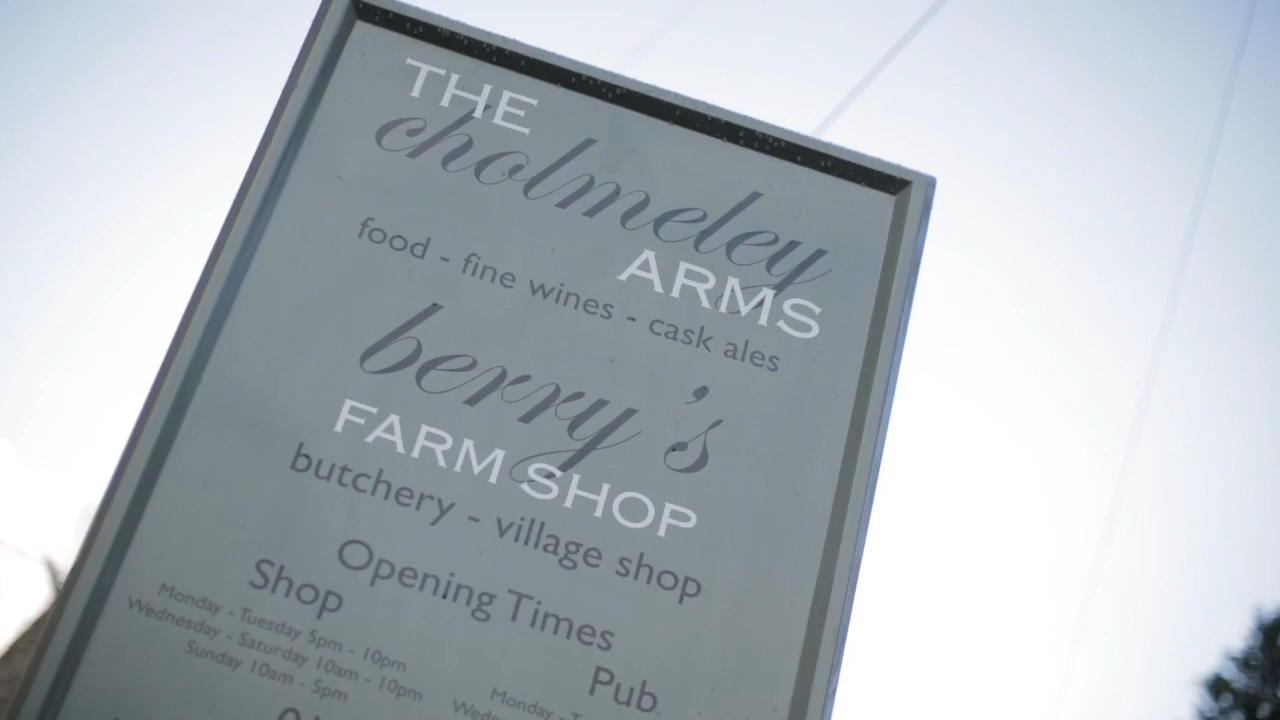 THE
cholmeley
ARMS
food - fine wines - cask ales
berry's
FARM SHOP
butchery - village shop
Opening Times
Shop
Monday - Tuesday 5pm - 10pm
Wednesday - Saturday 10am - 10pm
Sunday 10am - 5pm
Pub
Monday -